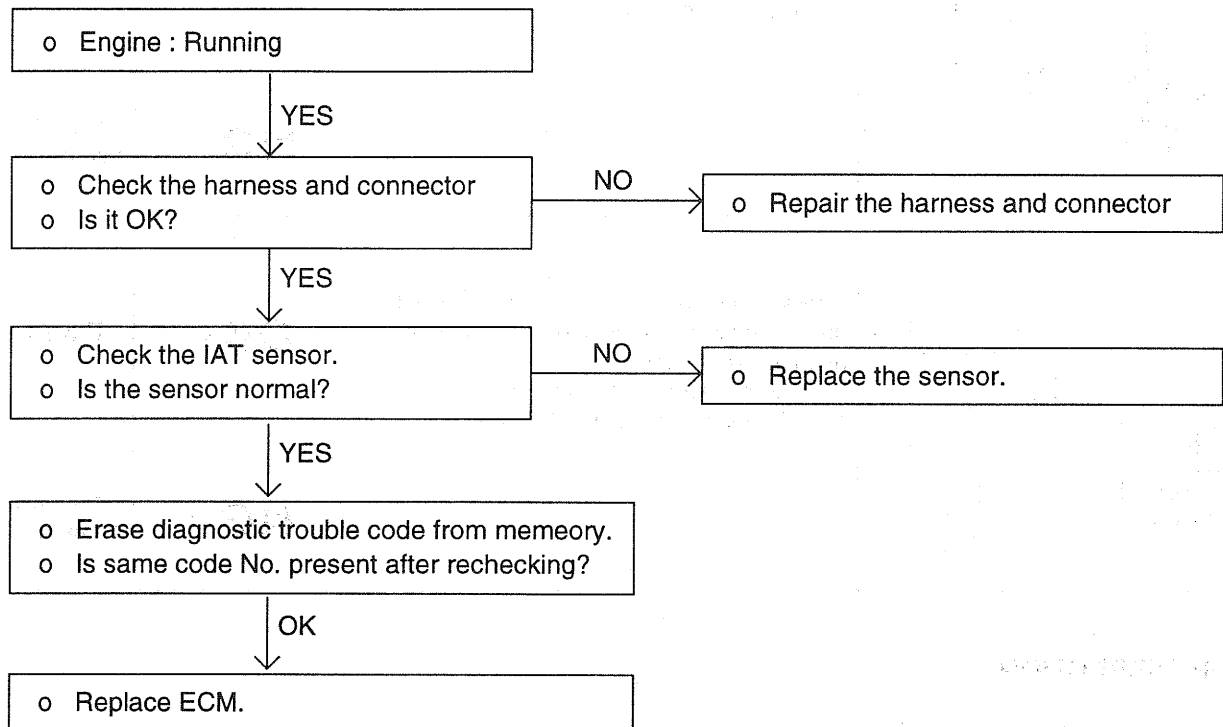 o Engine : Running
YES
o Check the harness and connector
o Is it OK?
NO
o Repair the harness and connector
YES
o Check the IAT sensor.
o Is the sensor normal?
NO
o Replace the sensor.
YES
o Erase diagnostic trouble code from memeory.
o Is same code No. present after rechecking?
OK
o Replace ECM.